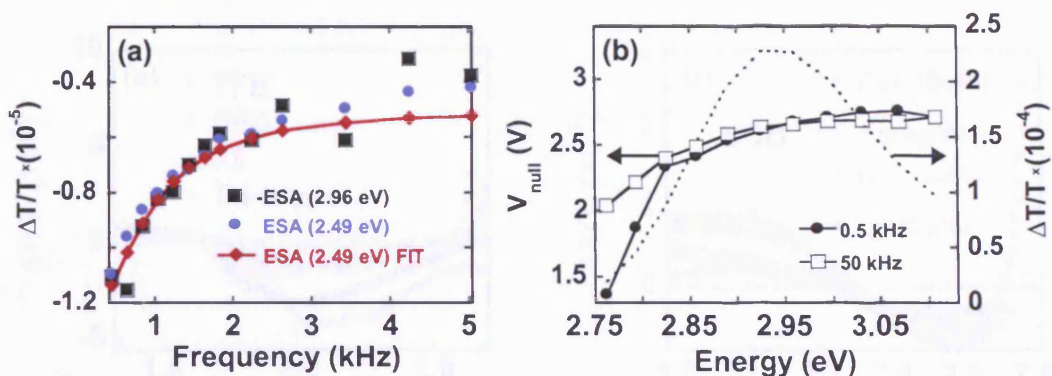 (a)
ΔT/T ×(10⁻⁵)
-0.4
-0.8
-1.2
-ESA (2.96 eV)
ESA (2.49 eV)
ESA (2.49 eV) FIT
1
2
3
4
5
Frequency (kHz)
(b)
V_null (V)
3
2.5
2
1.5
0.5 kHz
50 kHz
2.75
2.85
2.95
3.05
Energy (eV)
2.5
2
1.5
1
0.5
0
ΔT/T ×(10⁻⁴)